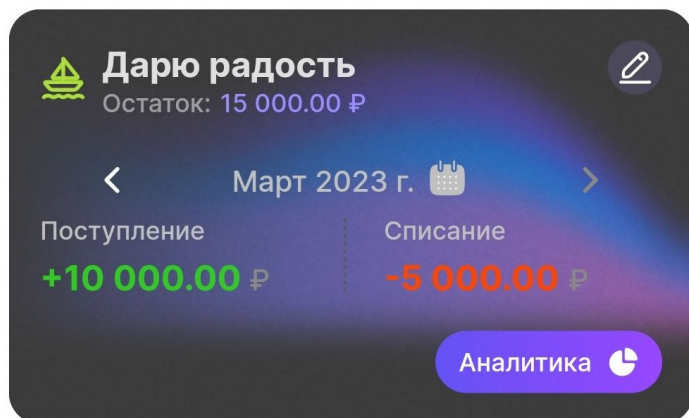 Дарю радость
Остаток: 15 000.00 ₽
Март 2023 г.
Поступление Списание
+10 000.00 ₽ -5 000.00 ₽
Аналитика